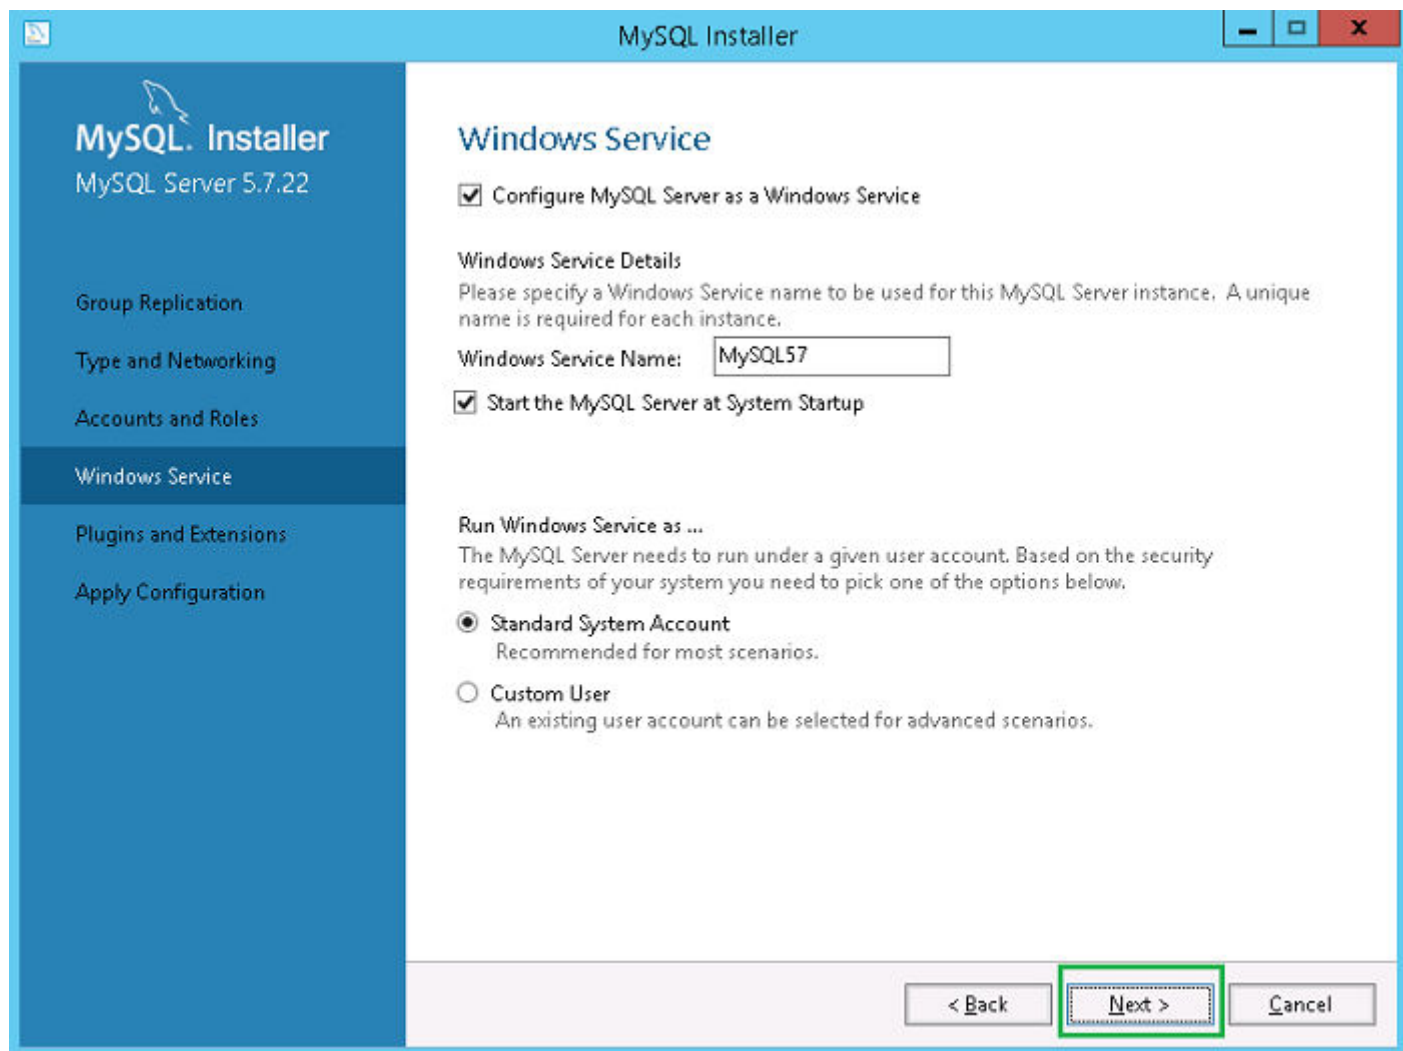 MySQL Installer
MySQL. Installer
MySQL Server 5.7.22
Group Replication
Type and Networking
Accounts and Roles
Windows Service
Plugins and Extensions
Apply Configuration
Windows Service
Configure MySQL Server as a Windows Service
Windows Service Details
Please specify a Windows Service name to be used for this MySQL Server instance. A unique
name is required for each instance.
Windows Service Name: MySQL57
Start the MySQL Server at System Startup
Run Windows Service as ...
The MySQL Server needs to run under a given user account. Based on the security
requirements of your system you need to pick one of the options below.
Standard System Account
Recommended for most scenarios.
Custom User
An existing user account can be selected for advanced scenarios.
< Back Next > Cancel